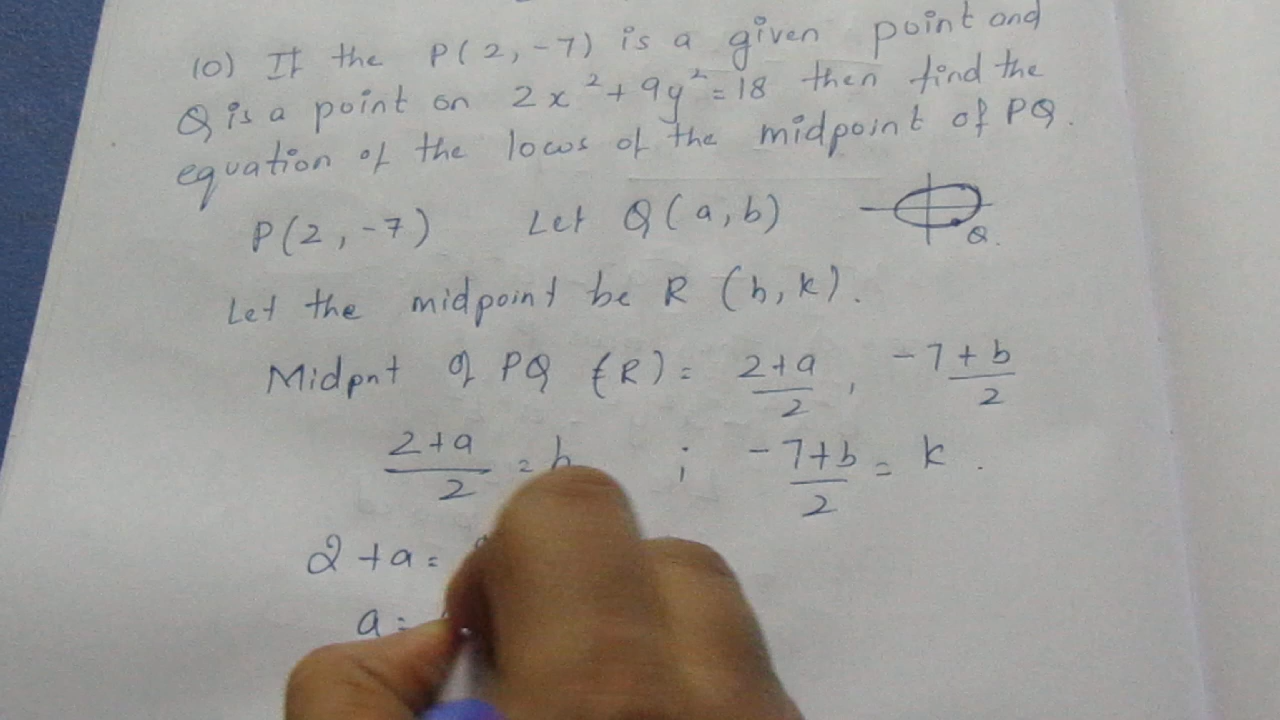 10) If the P(2,-7) is a given point and
Q is a point on 2x²+9y²=18 then find the
equation of the locus of the midpoint of PQ.
P(2,-7) Let Q(a,b) Q.
Let the midpoint be R (h,k).
Midpnt of PQ (R) = (2+a)/2 , (-7+b)/2
(2+a)/2 = h ; (-7+b)/2 = k .
2+a=
a=